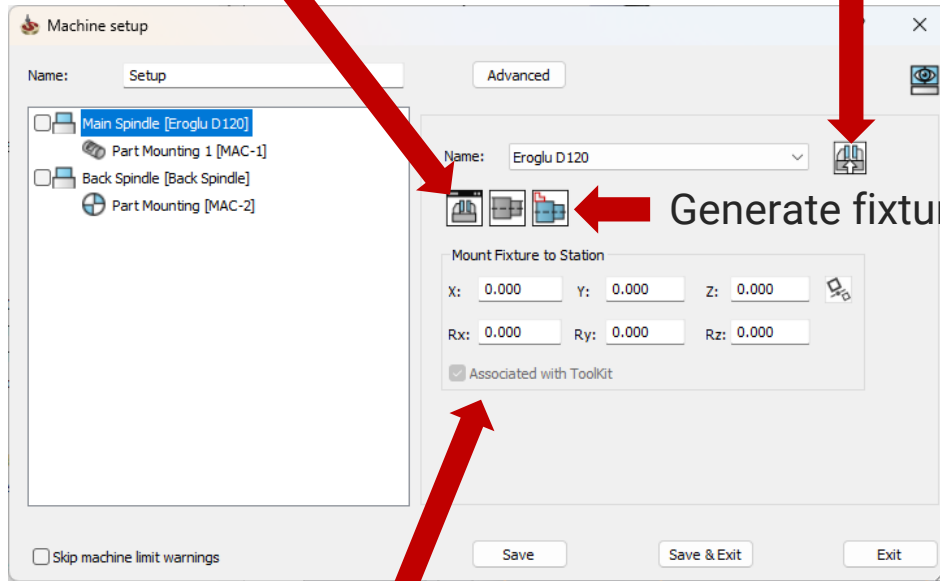 Machine setup
Name: Setup Advanced
Main Spindle [Eroglu D120]
Part Mounting 1 [MAC-1]
Back Spindle [Back Spindle]
Part Mounting [MAC-2]
Name: Eroglu D120
Generate fixtur
Mount Fixture to Station
X: 0.000 Y: 0.000 Z: 0.000
Rx: 0.000 Ry: 0.000 Rz: 0.000
Associated with ToolKit
Skip machine limit warnings Save Save & Exit Exit